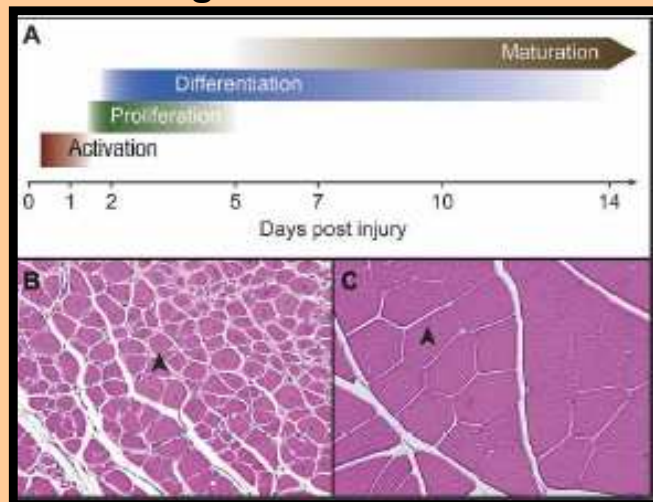 A
Maturation
Differentiation
Proliferation
Activation
0 1 2 5 7 10 14
Days post injury
B
C